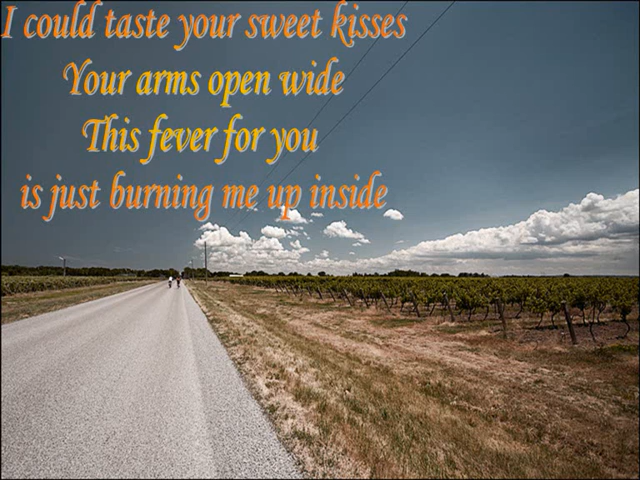 I could taste your sweet kisses
Your arms open wide
This fever for you
is just burning me up inside